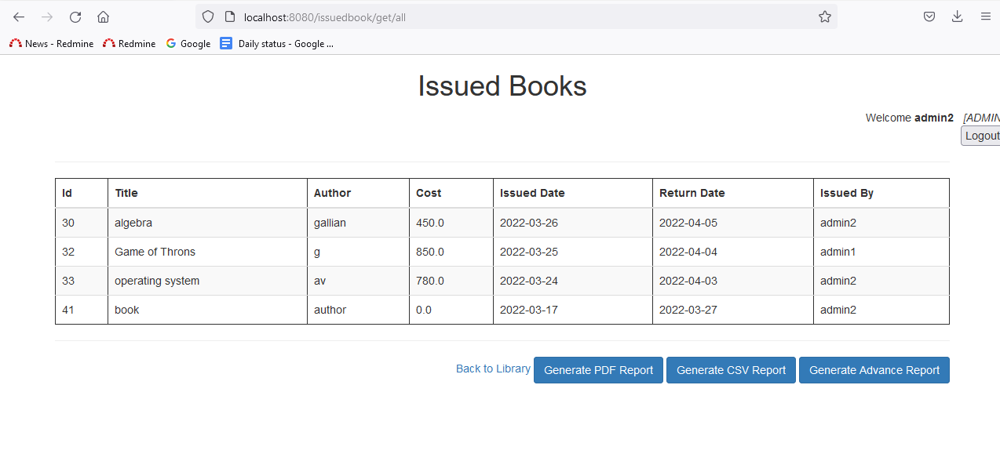 localhost:8080/issuedbook/get/all
News - Redmine Redmine Google Daily status - Google ...
Issued Books
Welcome admin2 [ADMIN
Logout
Id Title Author Cost Issued Date Return Date Issued By
30 algebra gallian 450.0 2022-03-26 2022-04-05 admin2
32 Game of Throns g 850.0 2022-03-25 2022-04-04 admin1
33 operating system av 780.0 2022-03-24 2022-04-03 admin2
41 book author 0.0 2022-03-17 2022-03-27 admin2
Back to Library Generate PDF Report Generate CSV Report Generate Advance Report